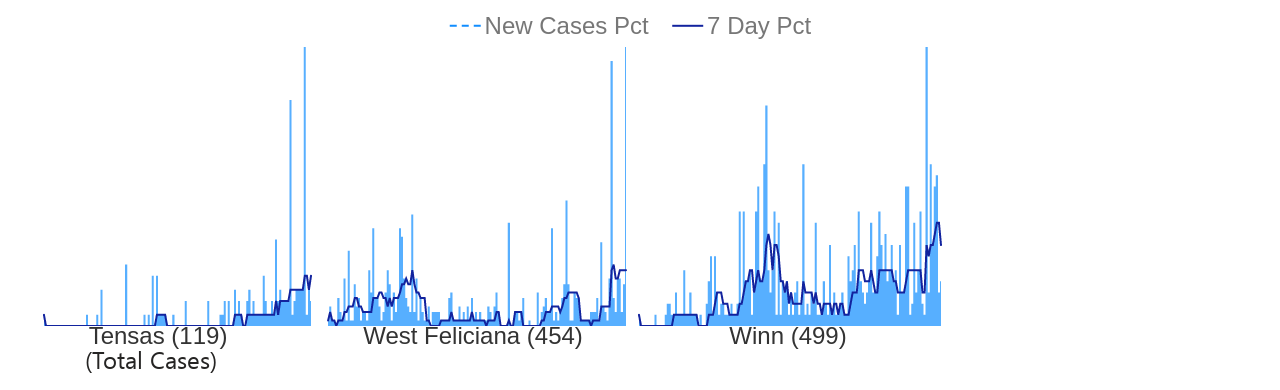 New Cases Pct 7 Day Pct
Tensas (119) West Feliciana (454) Winn (499)
(Total Cases)